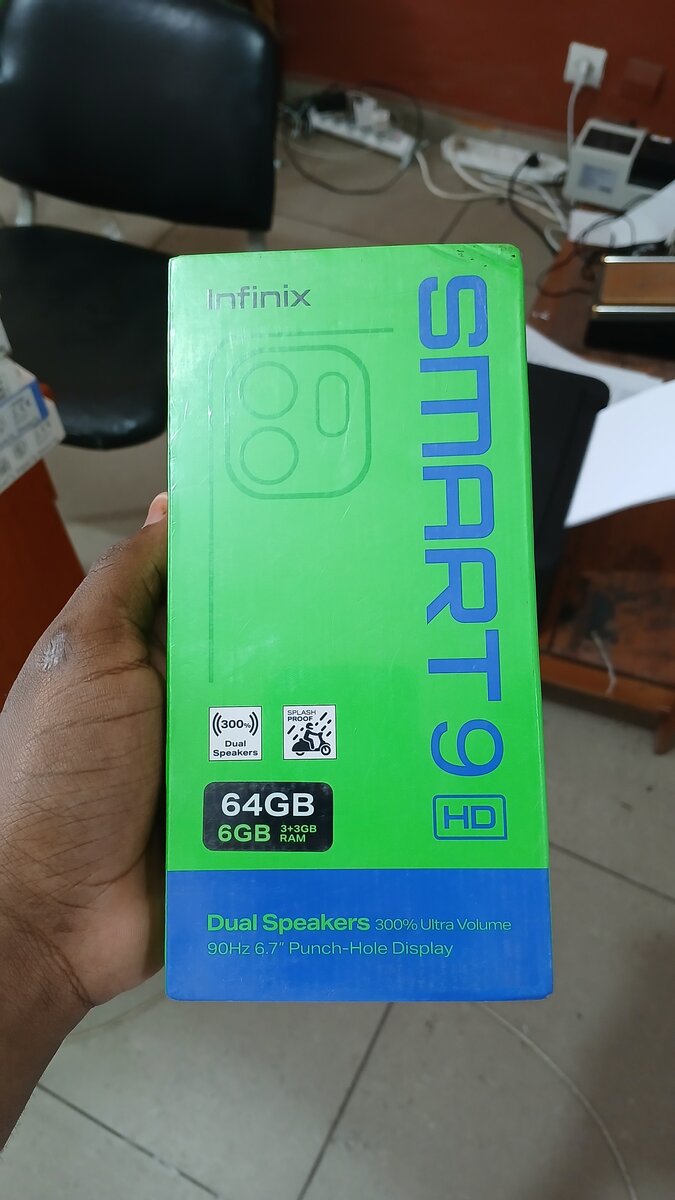 Infinix
SMART 9 HD
300%
Dual
Speakers
SPLASH
PROOF
64GB
6GB 3+3GB
RAM
Dual Speakers 300% Ultra Volume
90Hz 6.7" Punch-Hole Display